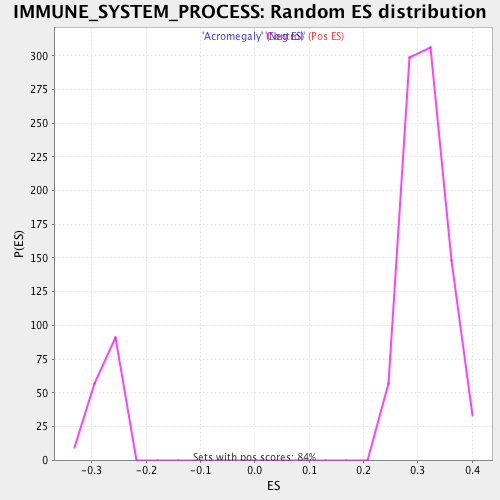 IMMUNE_SYSTEM_PROCESS: Random ES distribution
'Acromegaly' (Neg ES) 'Control' (Pos ES)
300
275
250
225
200
175
150
125
100
75
50
25
0
P(ES)
Sets with pos scores: 84%
-0.3 -0.2 -0.1 0.0 0.1 0.2 0.3 0.4
ES